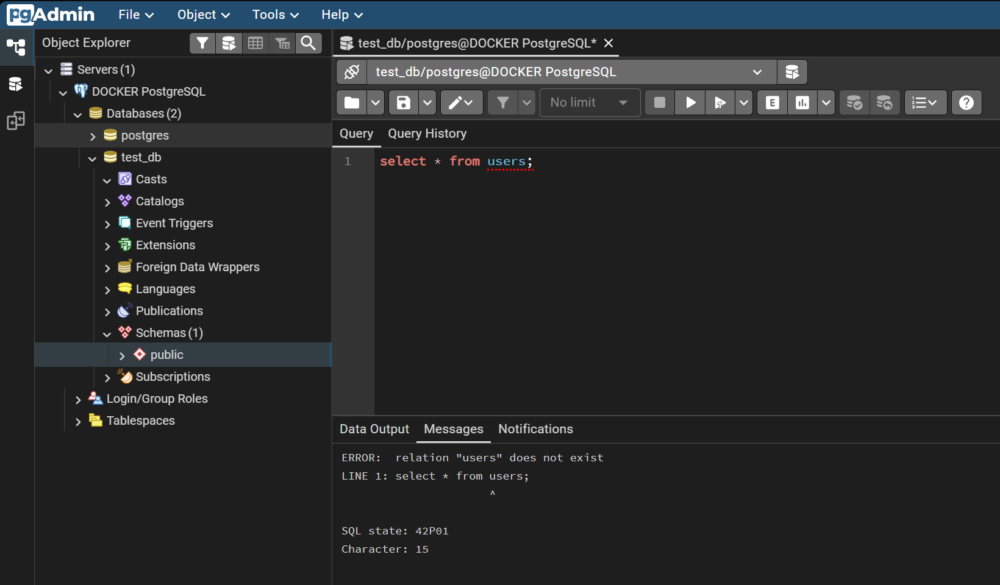 pgAdmin File Object Tools Help
Object Explorer
Servers (1)
DOCKER PostgreSQL
Databases (2)
postgres
test_db
Casts
Catalogs
Event Triggers
Extensions
Foreign Data Wrappers
Languages
Publications
Schemas (1)
public
Subscriptions
Login/Group Roles
Tablespaces
test_db/postgres@DOCKER PostgreSQL*
test_db/postgres@DOCKER PostgreSQL
No limit
E
Query Query History
1 select * from users;
Data Output Messages Notifications
ERROR:  relation "users" does not exist
LINE 1: select * from users;
^
SQL state: 42P01
Character: 15